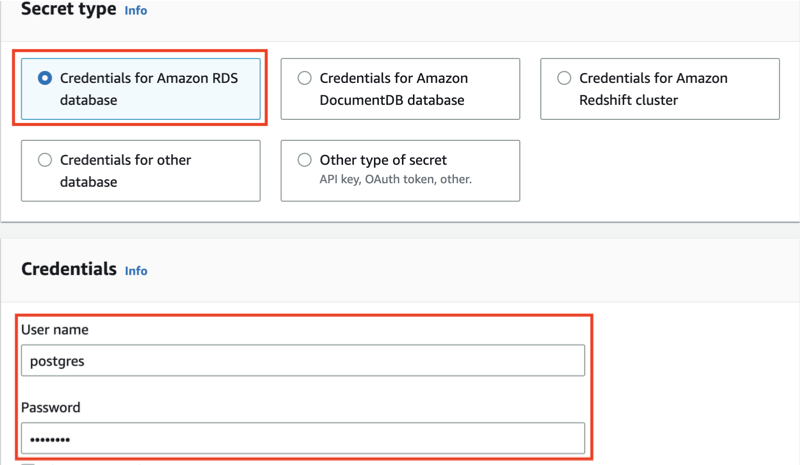 Secret type Info
Credentials for Amazon RDS
database
Credentials for Amazon
DocumentDB database
Credentials for Amazon
Redshift cluster
Credentials for other
database
Other type of secret
API key, OAuth token, other.
Credentials Info
User name
postgres
Password
••••••••